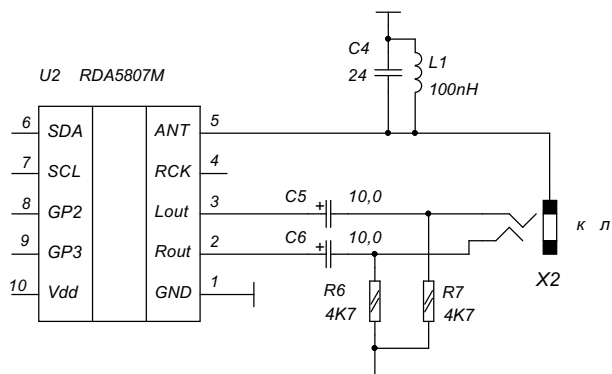 C4
24
L1
100nH
U2 RDA5807M
6 SDA ANT 5
7 SCL RCK 4
8 GP2 Lout 3
9 GP3 Rout 2
10 Vdd GND 1
C5 + 10,0
C6 + 10,0
к л
X2
R6
4K7
R7
4K7